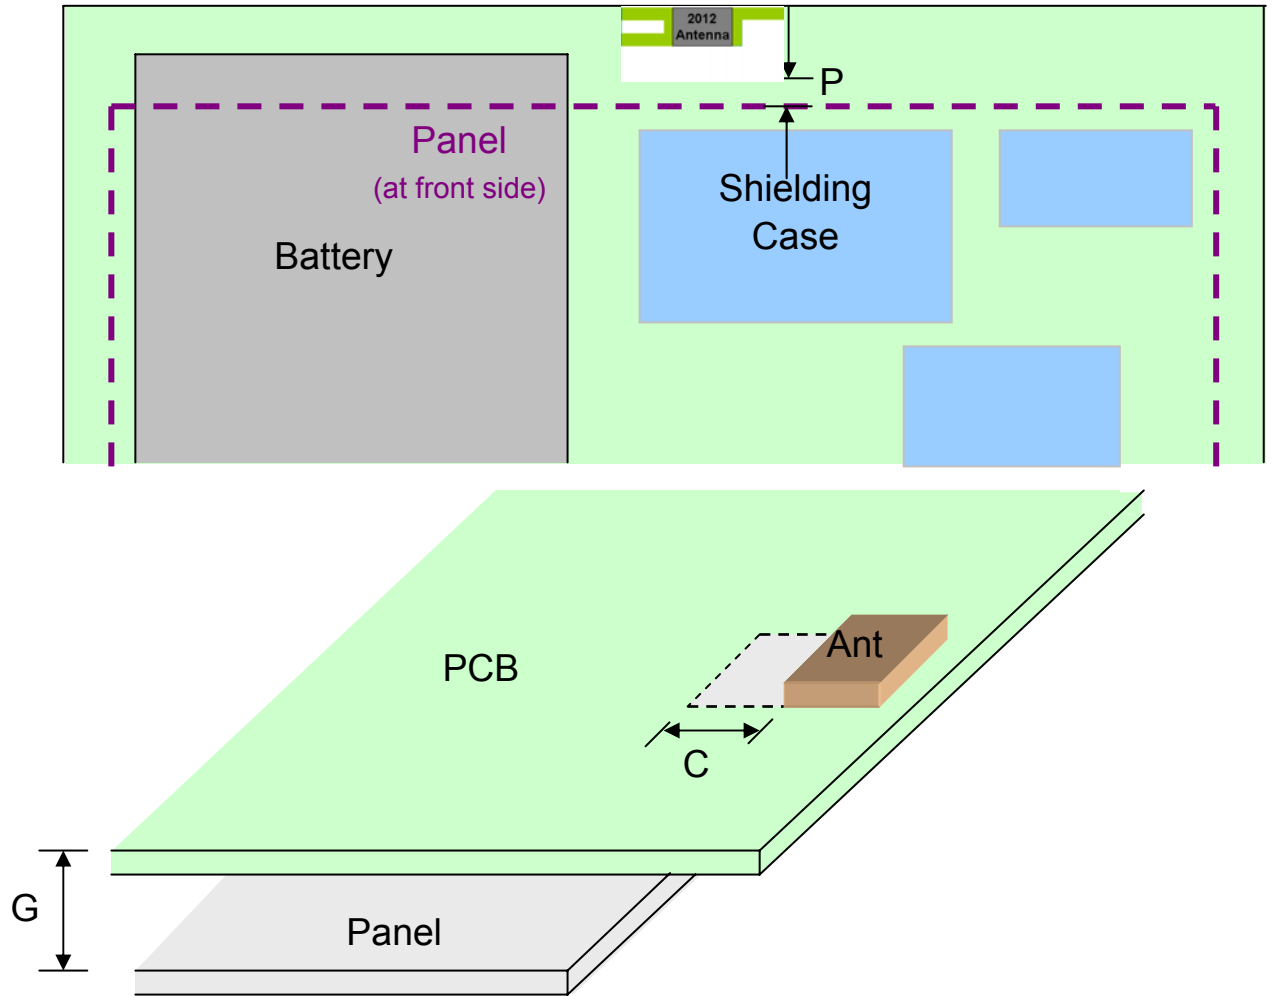 2012
Antenna
P
Panel
(at front side)
Shielding
Case
Battery
Ant
PCB
C
G
Panel